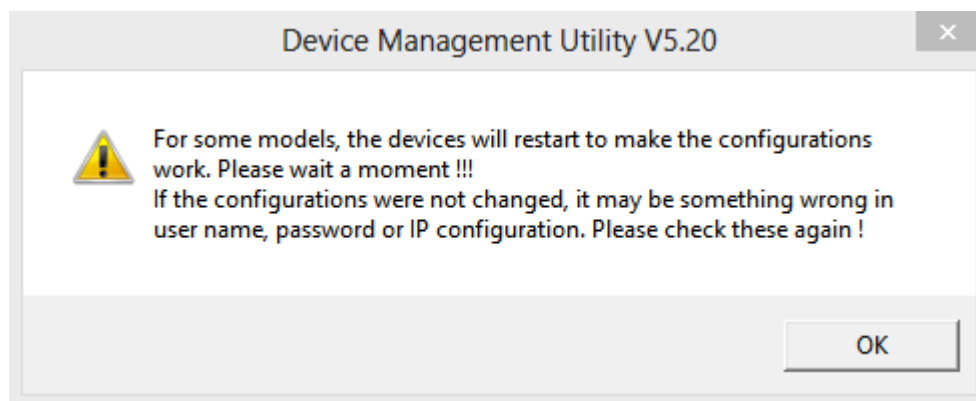 Device Management Utility V5.20
For some models, the devices will restart to make the configurations
work. Please wait a moment !!!
If the configurations were not changed, it may be something wrong in
user name, password or IP configuration. Please check these again !
OK